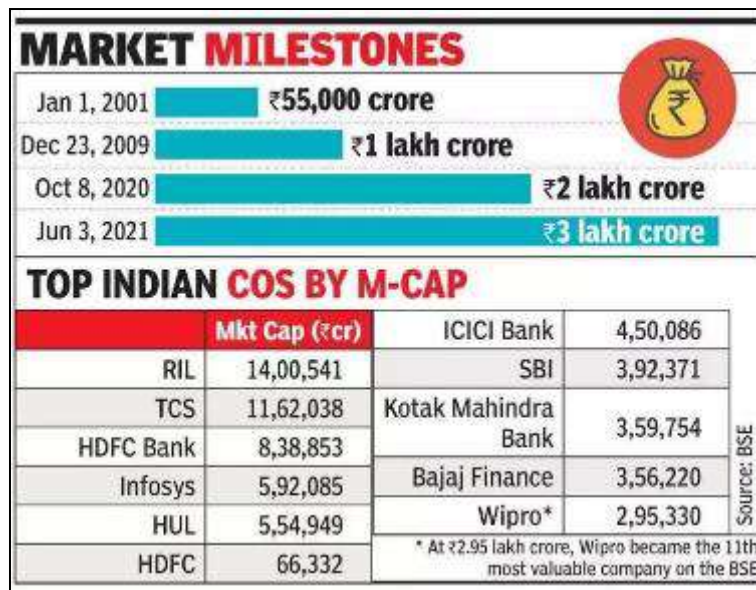 MARKET MILESTONES
Jan 1, 2001 ₹55,000 crore
Dec 23, 2009 ₹1 lakh crore
Oct 8, 2020 ₹2 lakh crore
Jun 3, 2021 ₹3 lakh crore
₹
TOP INDIAN COS BY M-CAP
Mkt Cap (₹cr)
RIL 14,00,541
TCS 11,62,038
HDFC Bank 8,38,853
Infosys 5,92,085
HUL 5,54,949
HDFC 66,332
ICICI Bank 4,50,086
SBI 3,92,371
Kotak Mahindra
Bank 3,59,754
Bajaj Finance 3,56,220
Wipro* 2,95,330
* At ₹2.95 lakh crore, Wipro became the 11th
most valuable company on the BSE
Source: BSE